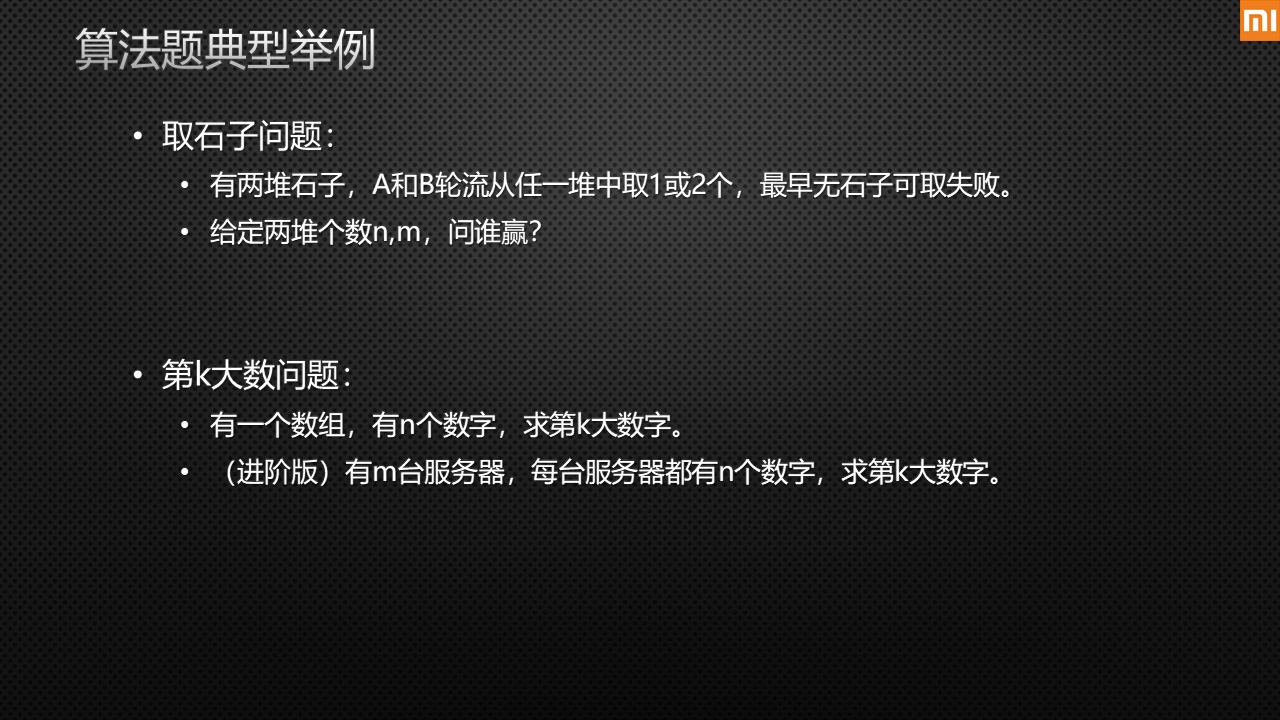 算法题典型举例
mi
• 取石子问题：
• 有两堆石子，A和B轮流从任一堆中取1或2个，最早无石子可取失败。
• 给定两堆个数n,m，问谁赢？
• 第k大数问题：
• 有一个数组，有n个数字，求第k大数字。
• （进阶版）有m台服务器，每台服务器都有n个数字，求第k大数字。